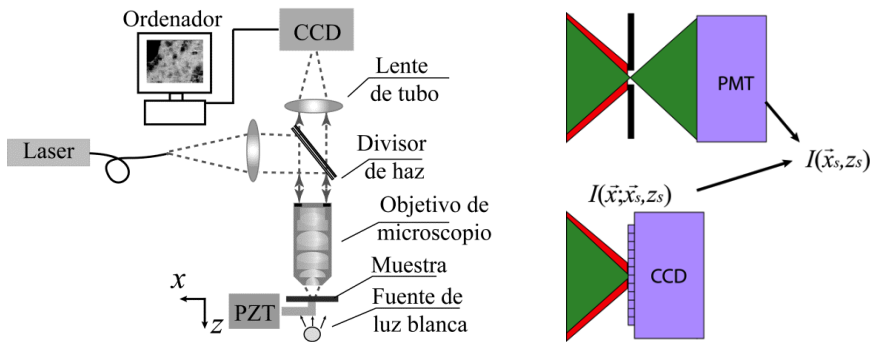 Ordenador
CCD
Lente
de tubo
Laser
Divisor
de haz
Objetivo de
microscopio
Muestra
x
z
PZT
Fuente de
luz blanca
PMT
I(x⃗ₛ,zₛ)
I(x⃗;x⃗ₛ,zₛ)
CCD